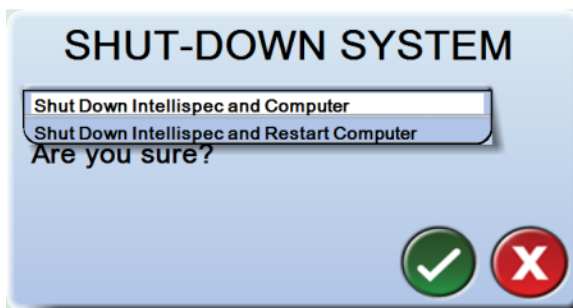 SHUT-DOWN SYSTEM
Shut Down Intellispec and Computer
Shut Down Intellispec and Restart Computer
Are you sure?